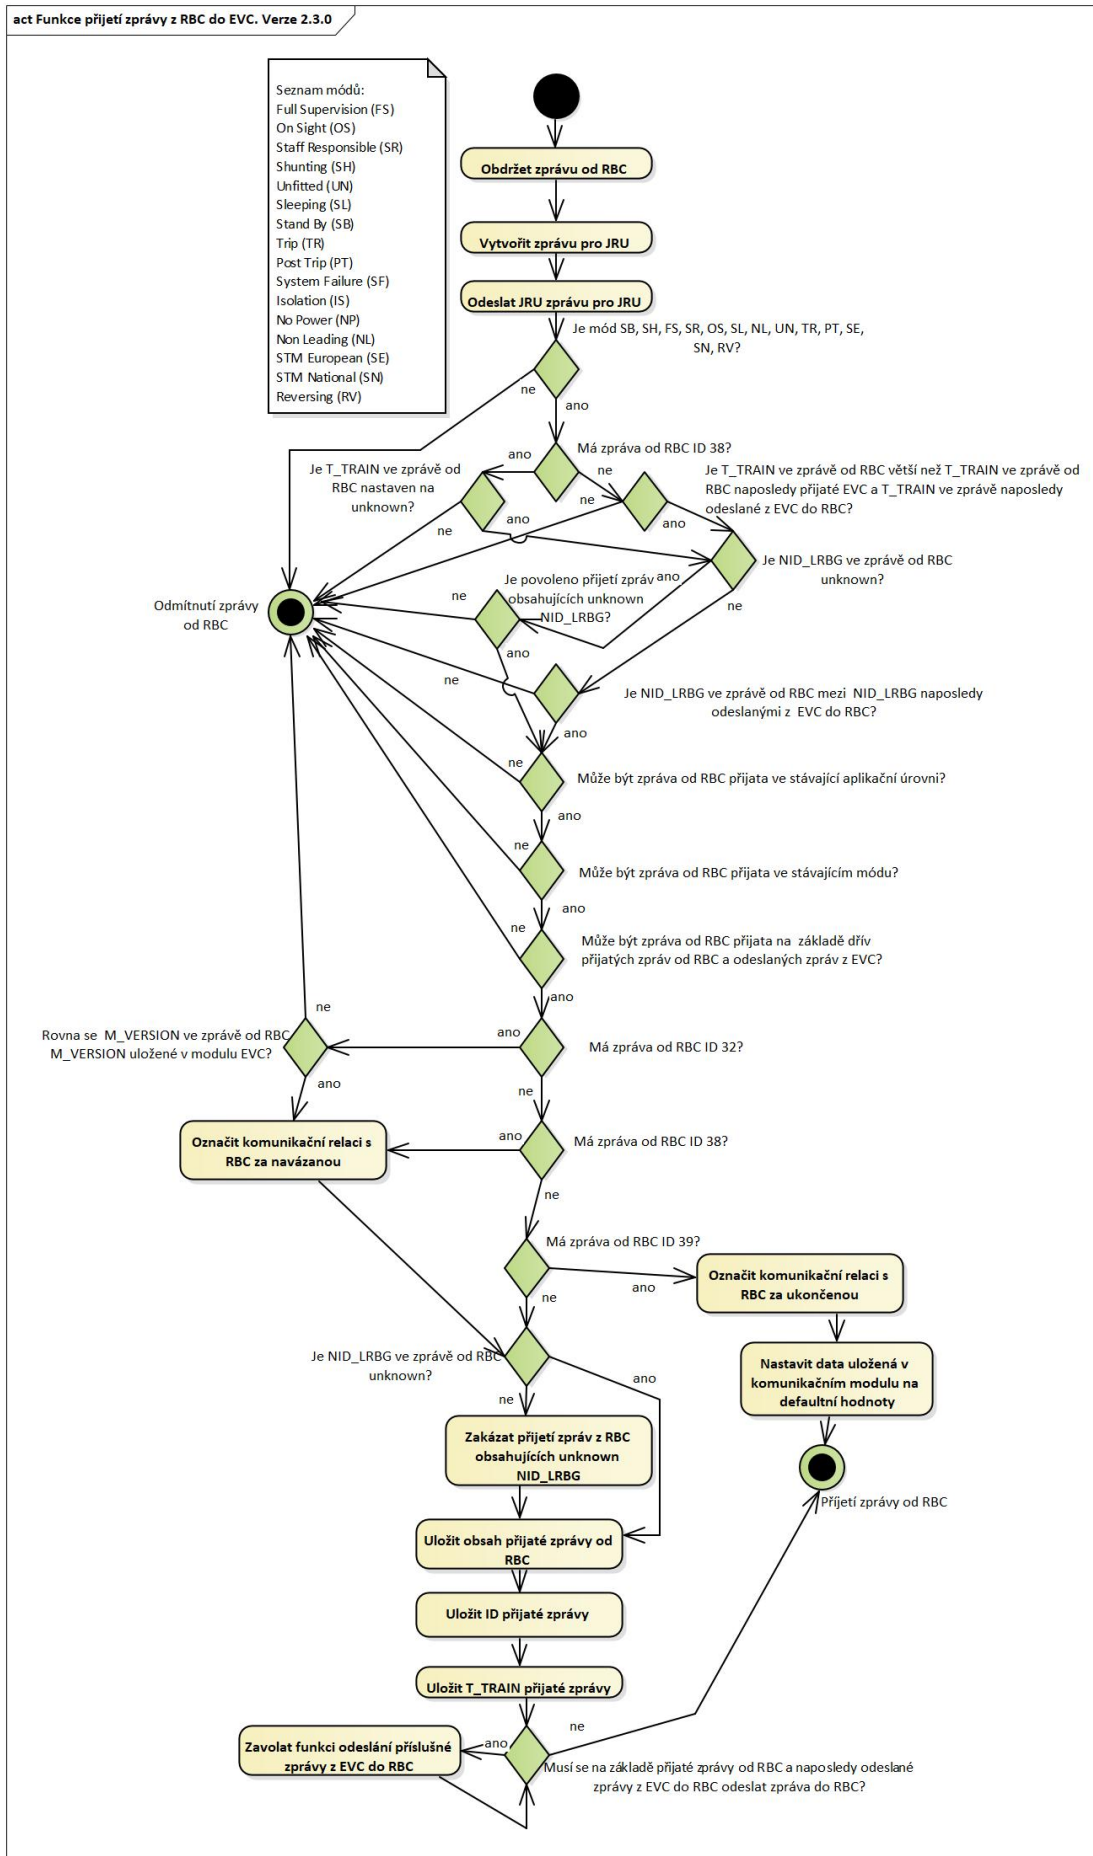 act Funkce přijetí zprávy z RBC do EVC. Verze 2.3.0
Seznam módů:
Full Supervision (FS)
On Sight (OS)
Staff Responsible (SR)
Shunting (SH)
Unfitted (UN)
Sleeping (SL)
Stand By (SB)
Trip (TR)
Post Trip (PT)
System Failure (SF)
Isolation (IS)
No Power (NP)
Non Leading (NL)
STM European (SE)
STM National (SN)
Reversing (RV)
Obdržet zprávu od RBC
Vytvořit zprávu pro JRU
Odeslat JRU zprávu pro JRU
Je mód SB, SH, FS, SR, OS, SL, NL, UN, TR, PT, SE,
SN, RV?
ne
ano
Má zpráva od RBC ID 38?
ano
ne
Je T_TRAIN ve zprávě od
RBC nastaven na
unknown?
ne
ano
Je T_TRAIN ve zprávě od RBC větší než T_TRAIN ve zprávě od
RBC naposledy přijaté EVC a T_TRAIN ve zprávě naposledy
odeslané z EVC do RBC?
ne
ano
Je NID_LRBG ve zprávě od RBC
unknown?
ano
ne
Je povoleno přijetí zpráv
obsahujících unknown
NID_LRBG?
ne
ano
Odmítnutí zprávy
od RBC
Je NID_LRBG ve zprávě od RBC mezi  NID_LRBG naposledy
odeslanými z  EVC do RBC?
ne
ano
Může být zpráva od RBC přijata ve stávající aplikační úrovni?
ne
ano
Může být zpráva od RBC přijata ve stávajícím módu?
ne
ano
Může být zpráva od RBC přijata na  základě dřív
přijatých zpráv od RBC a odeslaných zpráv z EVC?
ne
ano
Má zpráva od RBC ID 32?
ano
ne
Rovna se  M_VERSION ve zprávě od RBC
M_VERSION uložené v modulu EVC?
ne
ano
Označit komunikační relaci s
RBC za navázanou
Má zpráva od RBC ID 38?
ano
ne
Má zpráva od RBC ID 39?
ano
ne
Označit komunikační relaci s
RBC za ukončenou
Nastavit data uložená v
komunikačním modulu na
defaultní hodnoty
Příjetí zprávy od RBC
Je NID_LRBG ve zprávě od RBC
unknown?
ano
ne
Zakázat přijetí zpráv z RBC
obsahujících unknown
NID_LRBG
Uložit obsah přijaté zprávy od
RBC
Uložit ID přijaté zprávy
Uložit T_TRAIN přijaté zprávy
ne
ano
Zavolat funkci odeslání příslušné
zprávy z EVC do RBC
Musí se na základě přijaté zprávy od RBC a naposledy odeslané
zprávy z EVC do RBC odeslat zpráva do RBC?